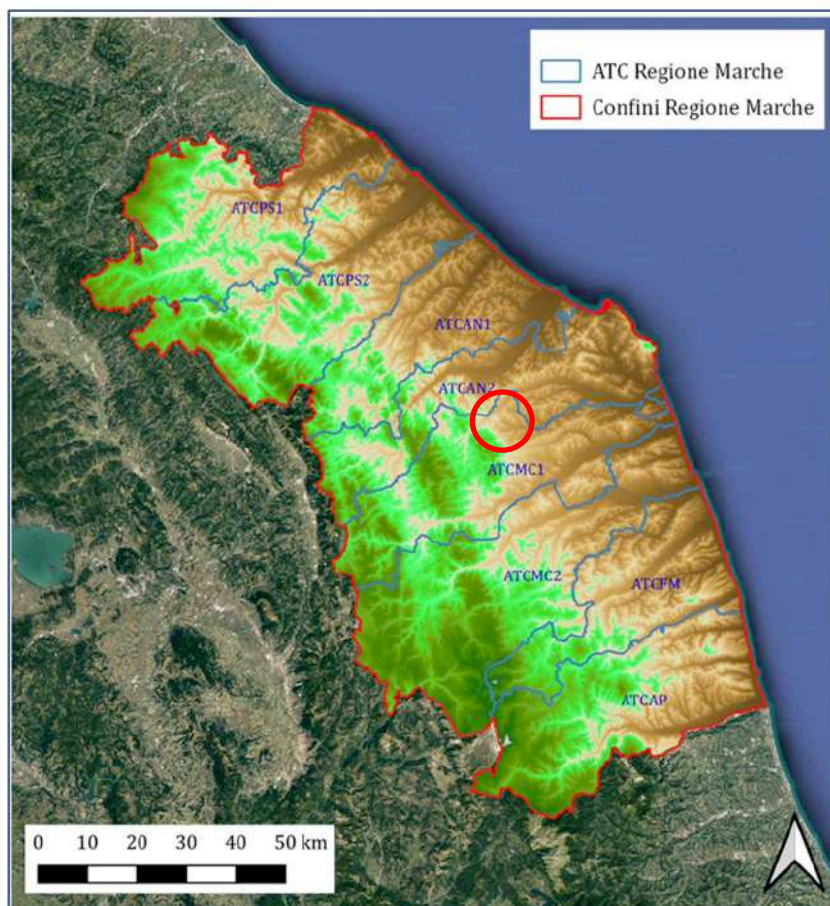 ATC Regione Marche
Confini Regione Marche
ATCPS1
ATCPS2
ATCAN1
ATCAN2
ATCMC1
ATCMC2
ATCFM
ATCAP
0 10 20 30 40 50 km